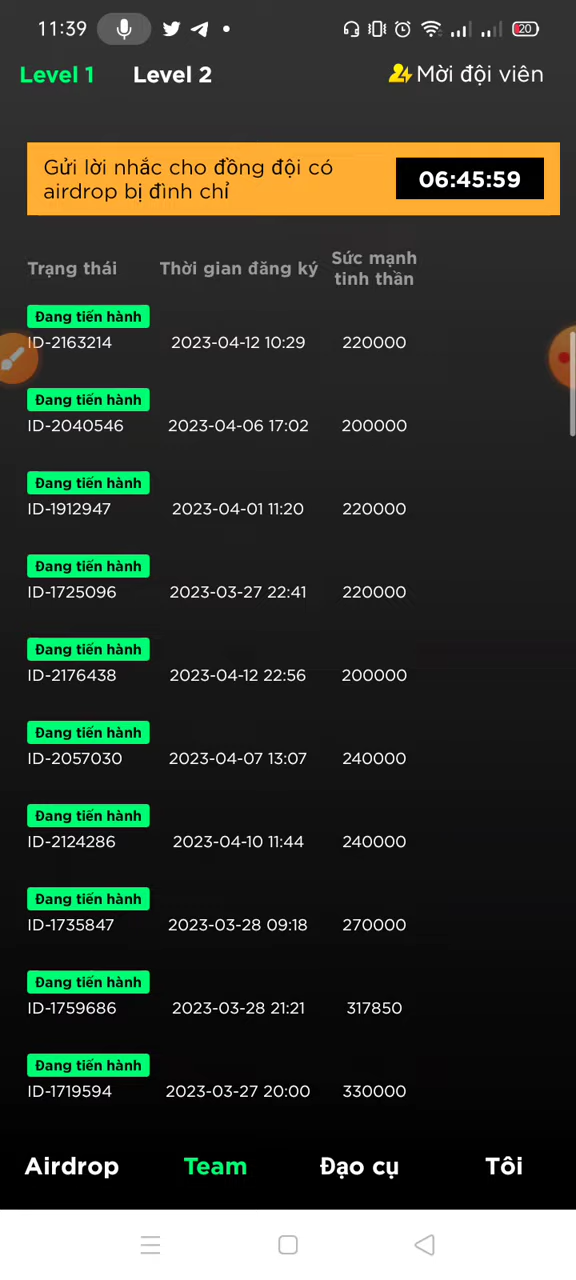 11:39
20
Level 1 Level 2 Mời đội viên
Gửi lời nhắc cho đồng đội có
airdrop bị đình chỉ
06:45:59
Trạng thái Thời gian đăng ký Sức mạnh
tinh thần
Đang tiến hành
ID-2163214 2023-04-12 10:29 220000
Đang tiến hành
ID-2040546 2023-04-06 17:02 200000
Đang tiến hành
ID-1912947 2023-04-01 11:20 220000
Đang tiến hành
ID-1725096 2023-03-27 22:41 220000
Đang tiến hành
ID-2176438 2023-04-12 22:56 200000
Đang tiến hành
ID-2057030 2023-04-07 13:07 240000
Đang tiến hành
ID-2124286 2023-04-10 11:44 240000
Đang tiến hành
ID-1735847 2023-03-28 09:18 270000
Đang tiến hành
ID-1759686 2023-03-28 21:21 317850
Đang tiến hành
ID-1719594 2023-03-27 20:00 330000
Airdrop Team Đạo cụ Tôi